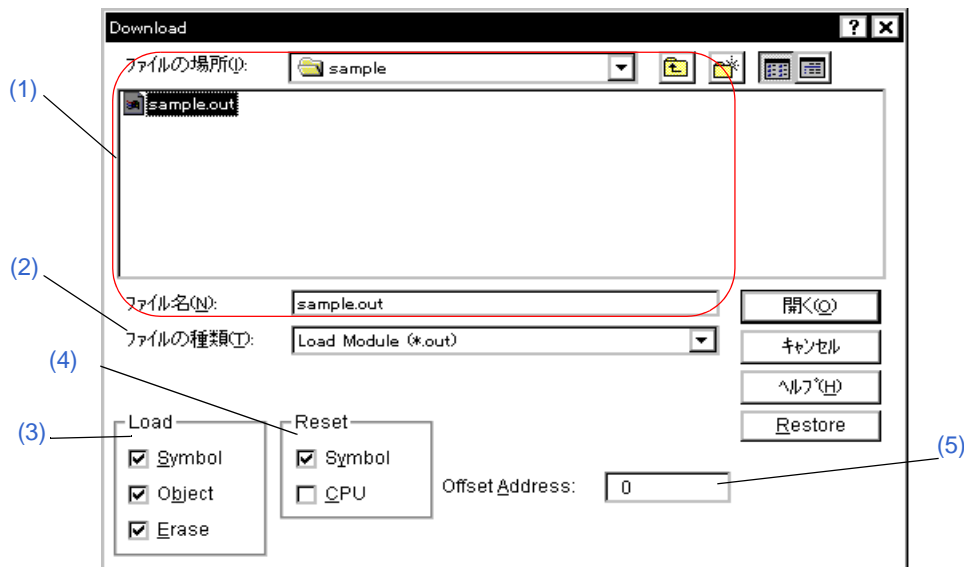 Download
ファイルの場所(I): sample
(1)
sample.out
(2)
ファイル名(N): sample.out 開く(O)
ファイルの種類(T): Load Module (*.out) キャンセル
(4)
ヘルプ(H)
Load Reset Restore
(3)
Symbol Symbol
(5)
Object CPU Offset Address: 0
Erase